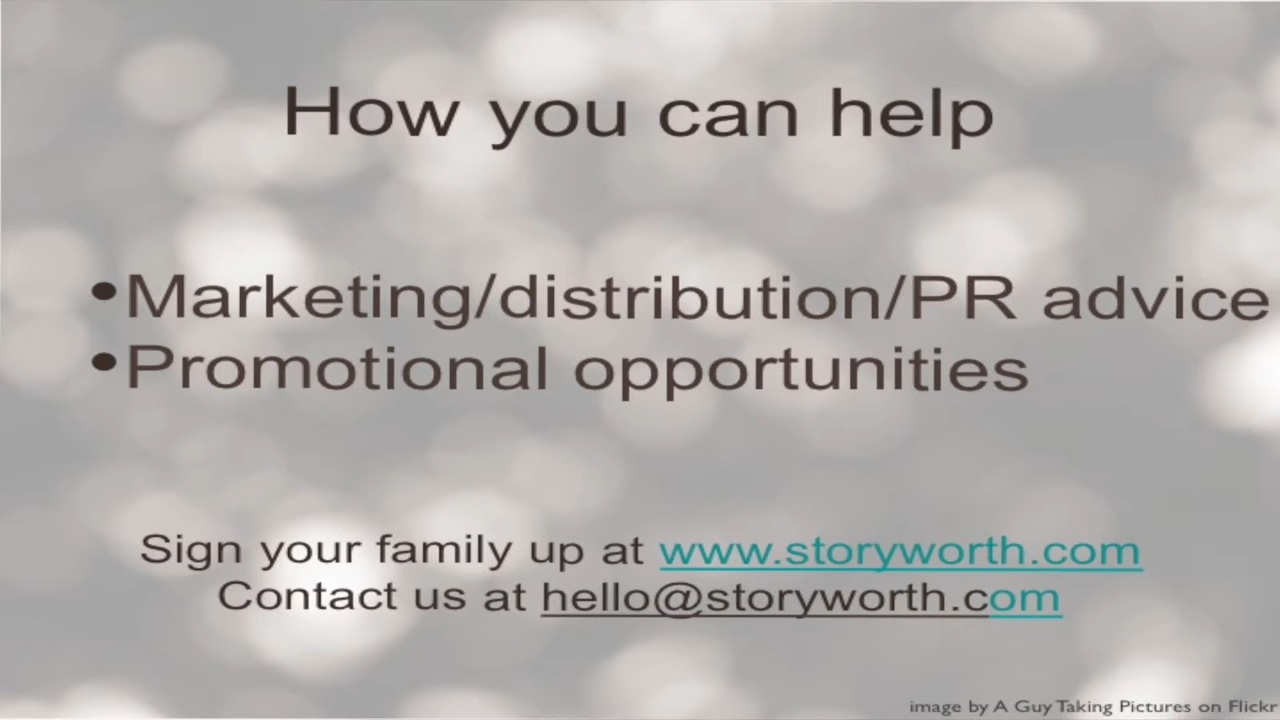 How you can help
•Marketing/distribution/PR advice
•Promotional opportunities
Sign your family up at www.storyworth.com
Contact us at hello@storyworth.com
image by A Guy Taking Pictures on Flickr